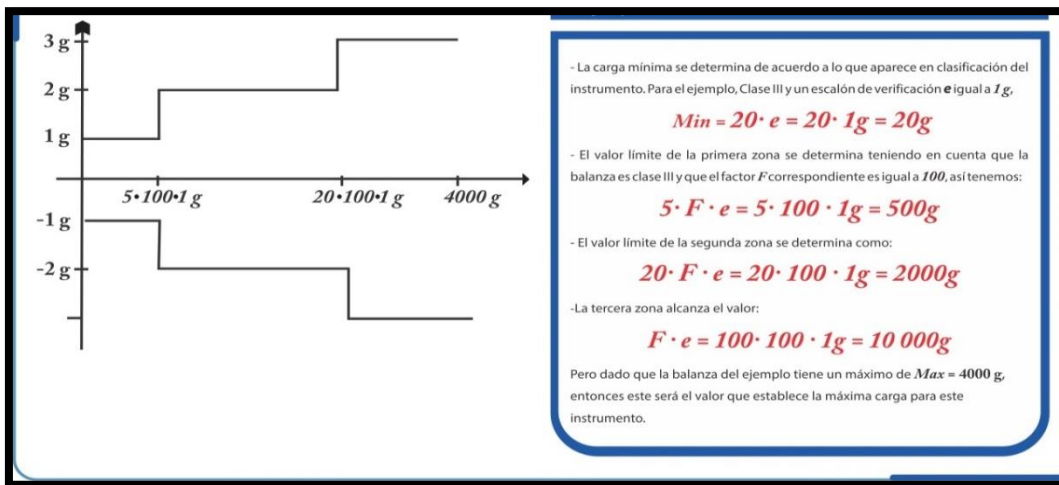 3 g
2 g
1 g
5•100•1 g
20•100•1 g
4000 g
-1 g
-2 g
- La carga mínima se determina de acuerdo a lo que aparece en clasificación del
instrumento. Para el ejemplo, Clase III y un escalón de verificación e igual a 1 g,
Min = 20· e = 20· 1g = 20g
- El valor límite de la primera zona se determina teniendo en cuenta que la
balanza es clase III y que el factor F correspondiente es igual a 100, así tenemos:
5· F · e = 5· 100 · 1g = 500g
- El valor límite de la segunda zona se determina como:
20· F · e = 20· 100 · 1g = 2000g
-La tercera zona alcanza el valor:
F · e = 100· 100 · 1g = 10 000g
Pero dado que la balanza del ejemplo tiene un máximo de Max = 4000 g,
entonces este será el valor que establece la máxima carga para este
instrumento.